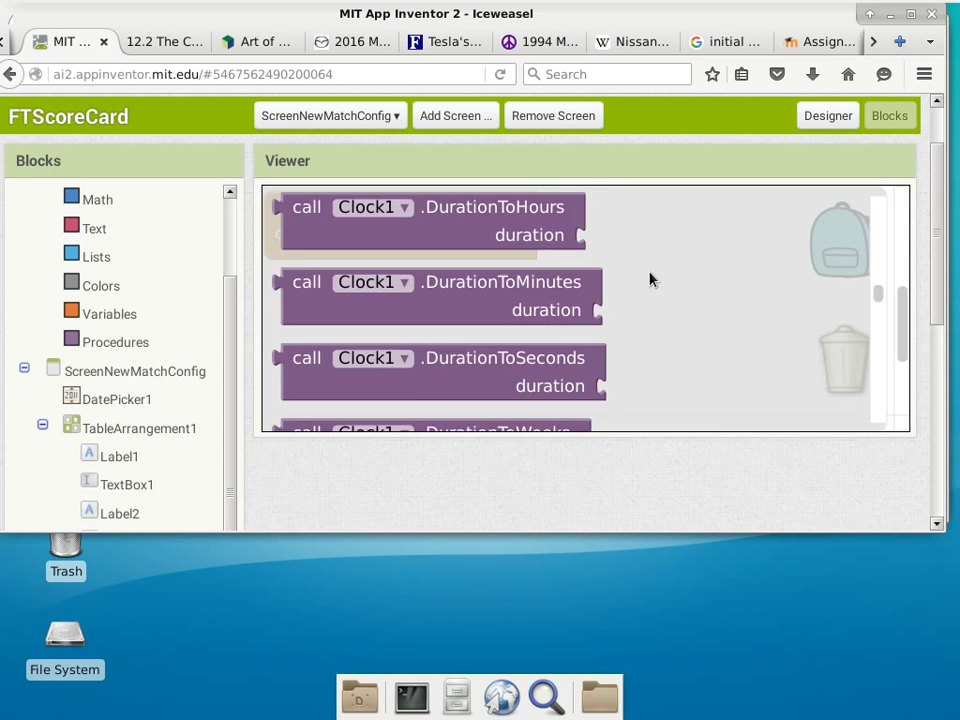 MIT App Inventor 2 - Iceweasel
MIT ...
12.2 The C...
Art of ...
2016 M...
Tesla's...
1994 M...
Nissan...
initial ...
Assign...
ai2.appinventor.mit.edu/#5467562490200064
Search
FTScoreCard
ScreenNewMatchConfig ▾
Add Screen ...
Remove Screen
Designer
Blocks
Blocks
Math
Text
Lists
Colors
Variables
Procedures
ScreenNewMatchConfig
DatePicker1
TableArrangement1
Label1
TextBox1
Label2
Viewer
call Clock1 ▾ .DurationToHours
duration
call Clock1 ▾ .DurationToMinutes
duration
call Clock1 ▾ .DurationToSeconds
duration
call Clock1 ▾ .DurationToWeeks
Trash
File System